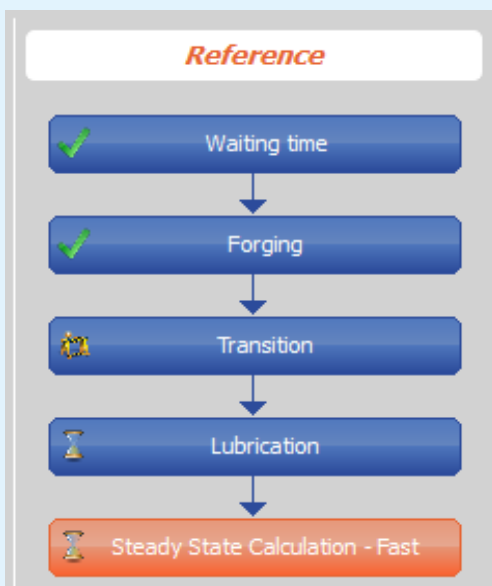 Reference
Waiting time
Forging
Transition
Lubrication
Steady State Calculation - Fast